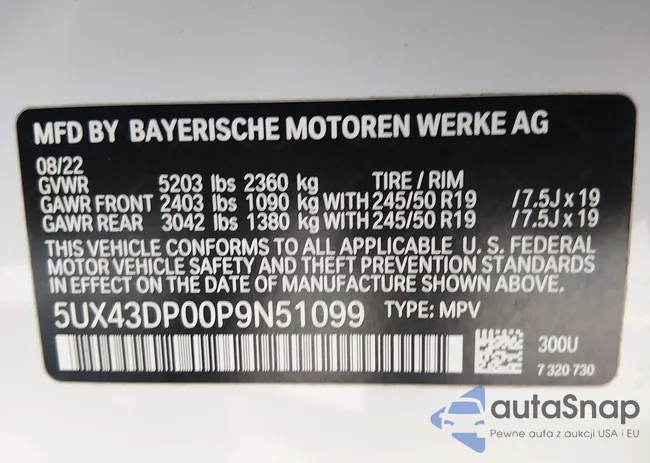 MFD BY BAYERISCHE MOTOREN WERKE AG
08/22
GVWR 5203 lbs 2360 kg TIRE / RIM
GAWR FRONT 2403 lbs 1090 kg WITH 245/50 R19 /7.5J x 19
GAWR REAR 3042 lbs 1380 kg WITH 245/50 R19 /7.5J x 19
THIS VEHICLE CONFORMS TO ALL APPLICABLE U. S. FEDERAL
MOTOR VEHICLE SAFETY AND THEFT PREVENTION STANDARDS
IN EFFECT ON THE DATE OF MANUFACTURE SHOWN ABOVE.
5UX43DP00P9N51099 TYPE: MPV
300U
7 320 730
autaSnap
Pewne auta z aukcji USA i EU